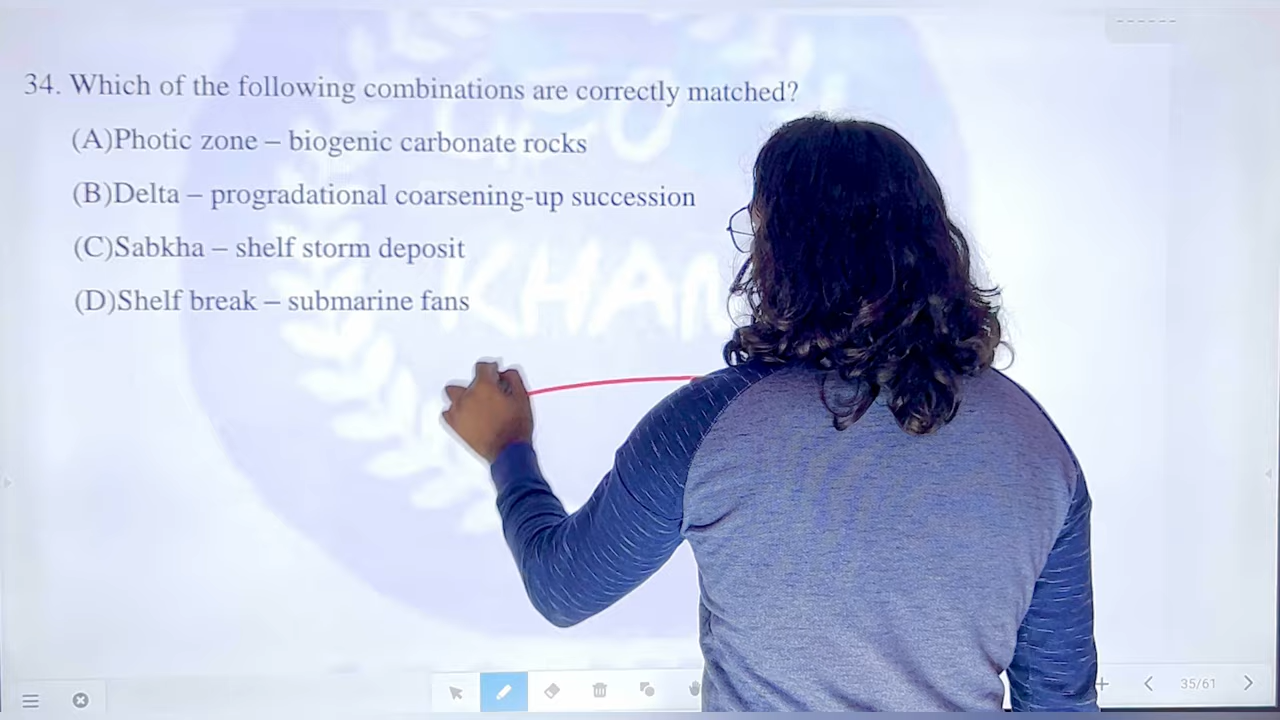 34. Which of the following combinations are correctly matched?
(A)Photic zone – biogenic carbonate rocks
(B)Delta – progradational coarsening-up succession
(C)Sabkha – shelf storm deposit
(D)Shelf break – submarine fans
35/61